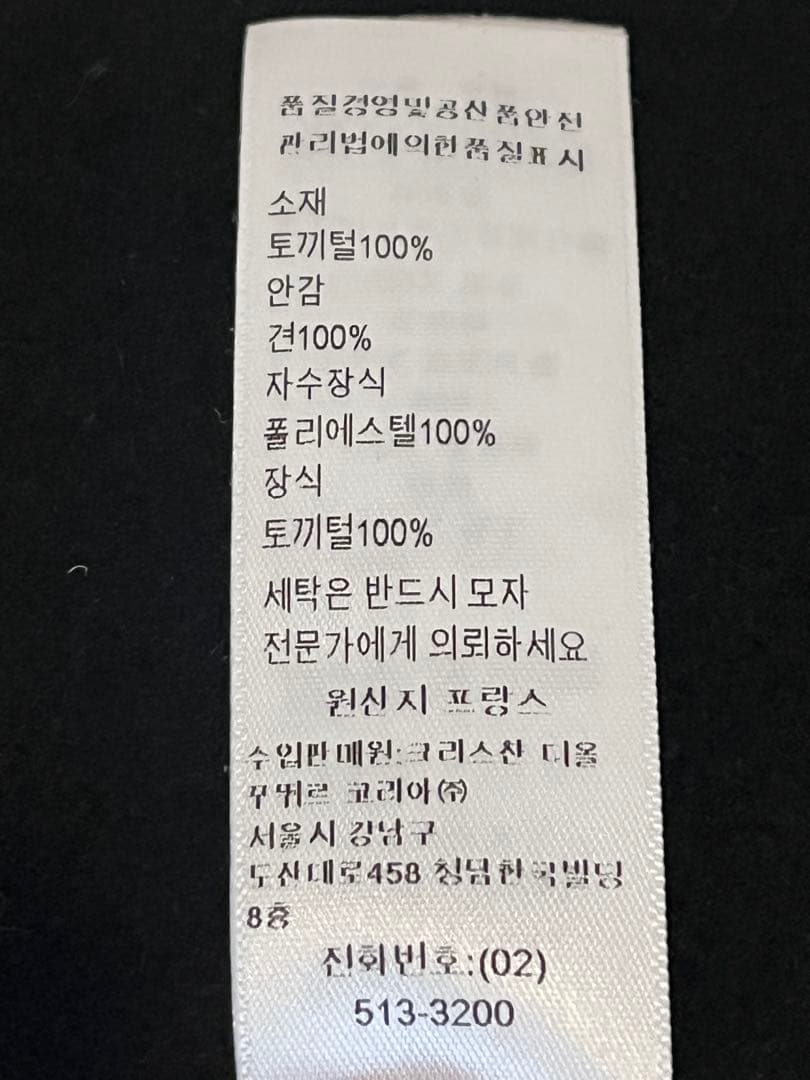 품질경영및공산품안전
관리법에의한품질표시
소재
토끼털100%
안감
견100%
자수장식
폴리에스텔100%
장식
토끼털100%
세탁은 반드시 모자
전문가에게 의뢰하세요
원산지 프랑스
수입판매원:크리스챤 디올
꾸뛰르 코리아㈜
서울시 강남구
도산대로458 청담한국빌딩
8층
전화번호:(02)
513-3200